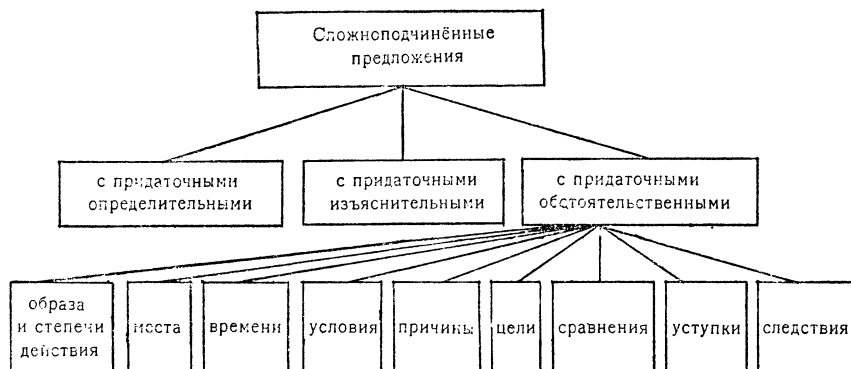 Сложноподчинённые
предложения
с придаточными
определительными
с придаточными
изъяснительными
с придаточными
обстоятельственными
образа
и степени
действия
места
времени
условия
причины
цели
сравнения
уступки
следствия